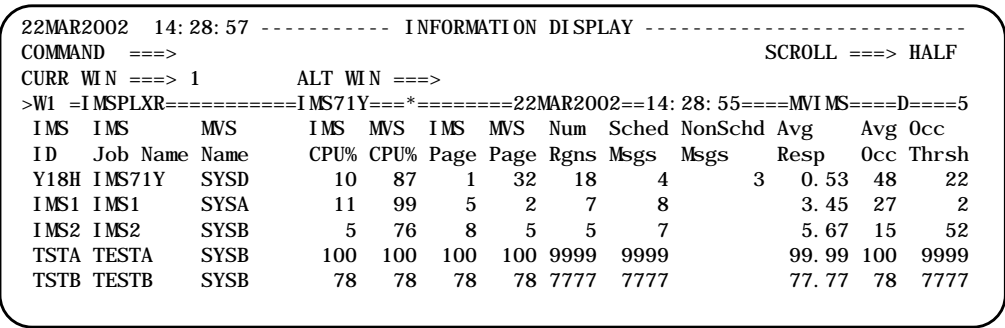 22MAR2002  14:28:57 ----------- INFORMATION DISPLAY ----------------------------
COMMAND  ===>                                                 SCROLL ===> HALF
CURR WIN ===> 1         ALT WIN ===>
>W1 =IMSPLXR===========IMS71Y===*========22MAR2002==14:28:55====MVIMS====D====5
IMS  IMS       MVS      IMS  MVS  IMS  MVS  Num  Sched NonSchd Avg     Avg Occ
ID   Job Name  Name     CPU% CPU% Page Page Rgns Msgs  Msgs    Resp    Occ Thrsh
Y18H IMS71Y    SYSD       10   87    1   32   18     4       3   0.53   48    22
IMS1 IMS1      SYSA       11   99    5    2    7     8           3.45   27     2
IMS2 IMS2      SYSB        5   76    8    5    5     7           5.67   15    52
TSTA TESTA     SYSB      100  100  100  100 9999  9999          99.99  100  9999
TSTB TESTB     SYSB       78   78   78   78 7777  7777          77.77   78  7777